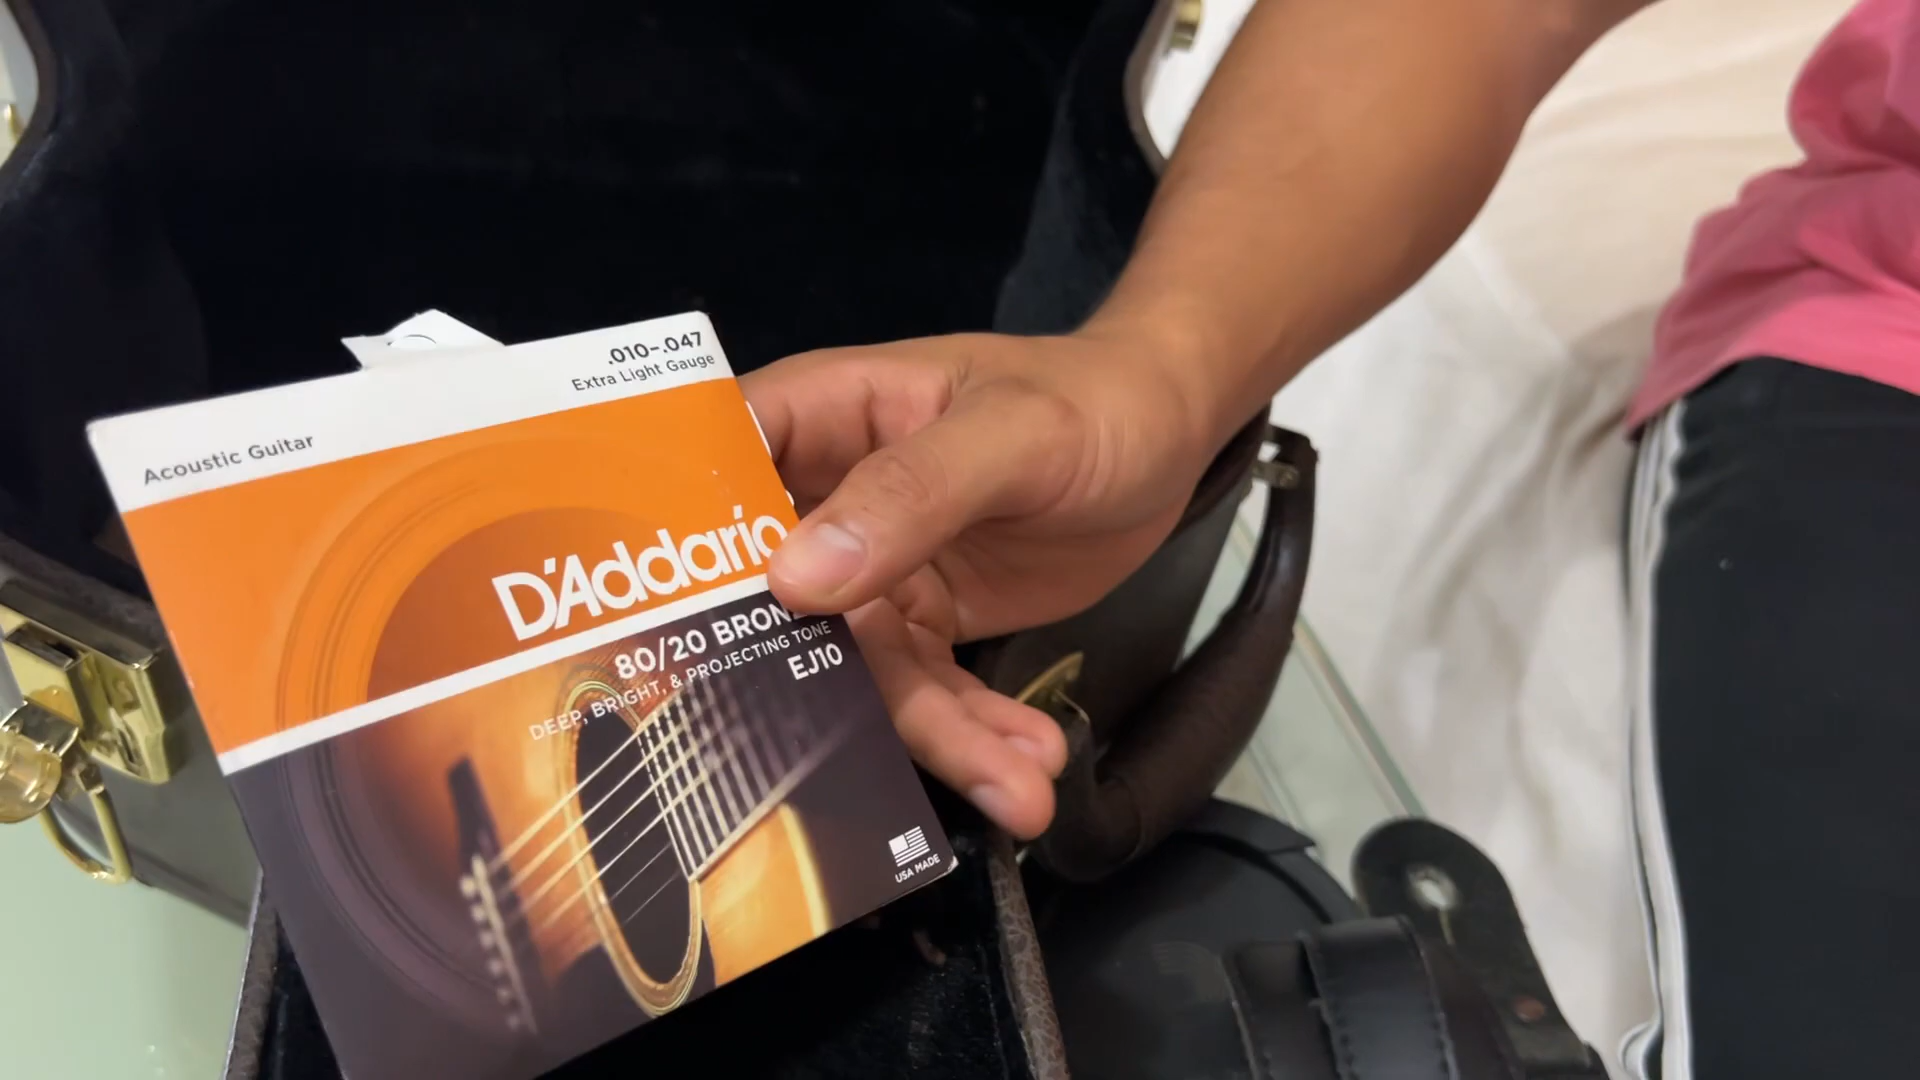 .010–.047
Extra Light Gauge
Acoustic Guitar
D'Addario
80/20 BRONZ
DEEP, BRIGHT, & PROJECTING TONE
EJ10
USA MADE